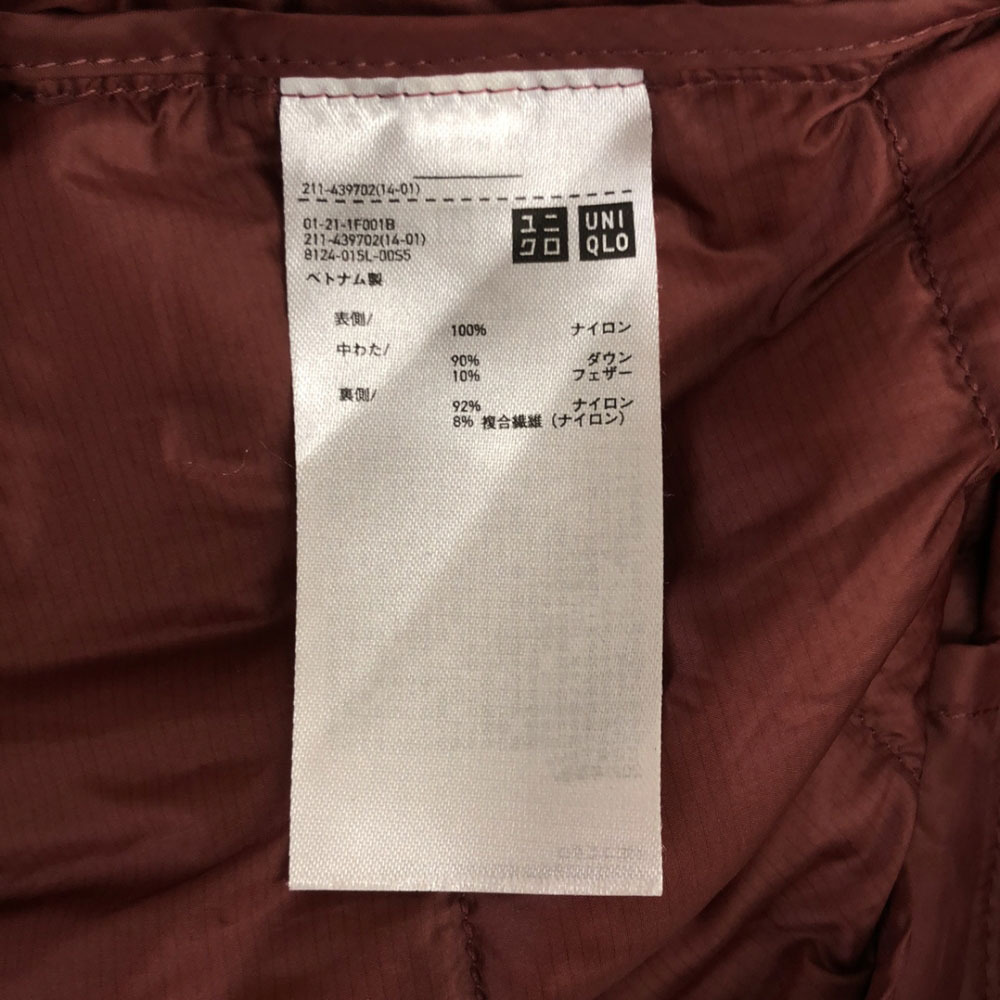 211-439702(14-01)
01-21-1F001B
211-439702(14-01)
8124-015L-00S5
ユニ
クロ
UNI
QLO
ベトナム製
表側/
100% ナイロン
中わた/
90% ダウン
10% フェザー
裏側/
92% ナイロン
8% 複合繊維(ナイロン)